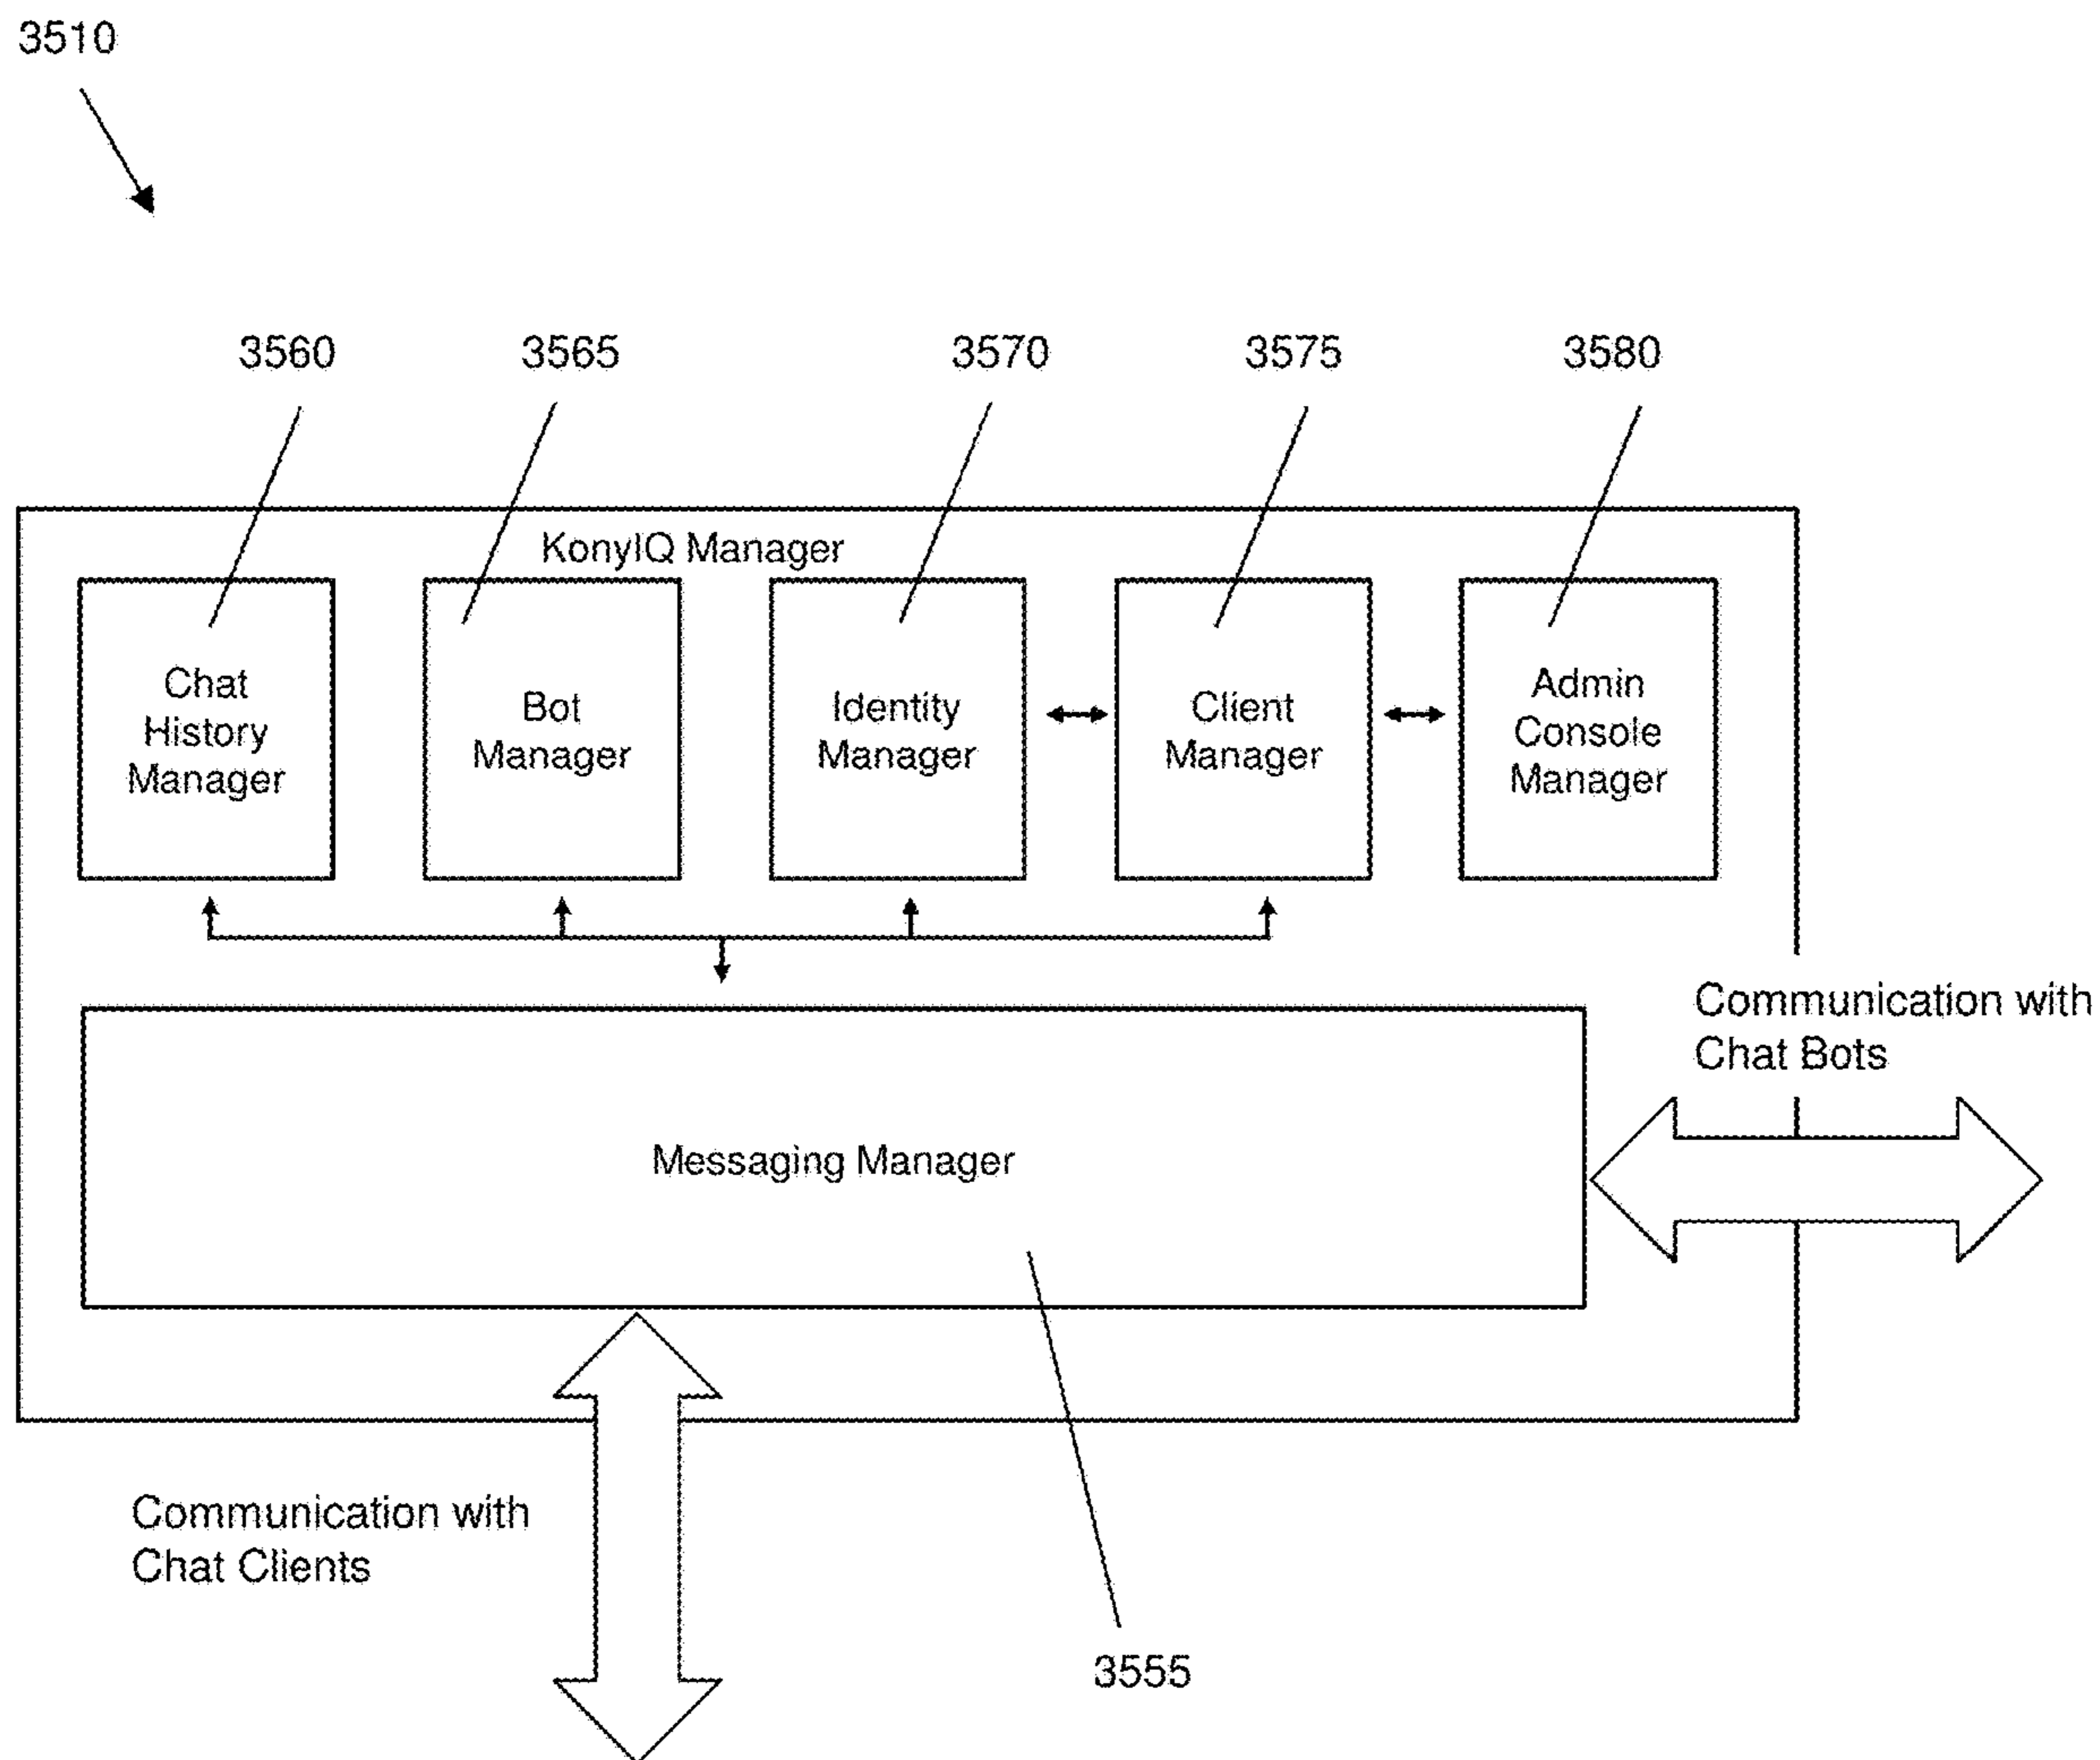 3510
3560
3565
3570
3575
3580
KonyIQ Manager
Chat
History
Manager
Bot
Manager
Identity
Manager
Client
Manager
Admin
Console
Manager
Communication with
Chat Bots
Messaging Manager
Communication with
Chat Clients
3555